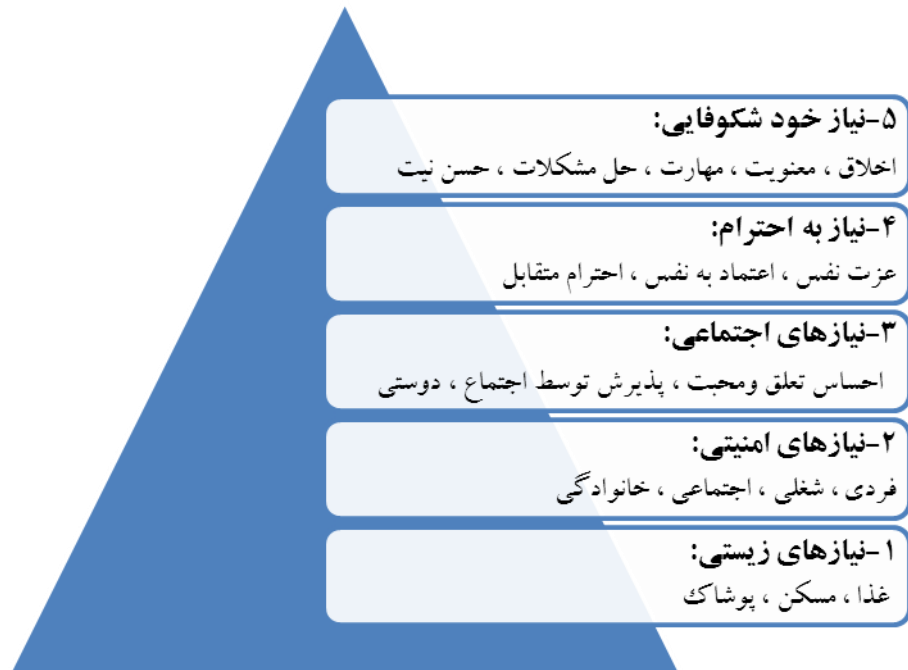 ۵-نیاز خود شکوفایی:
اخلاق ، معنویت ، مهارت ، حل مشکلات ، حسن نیت
۴-نیاز به احترام:
عزت نفس ، اعتماد به نفس ، احترام متقابل
۳-نیازهای اجتماعی:
احساس تعلق ومحبت ، پذیرش توسط اجتماع ، دوستی
۲-نیازهای امنیتی:
فردی ، شغلی ، اجتماعی ، خانوادگی
۱-نیازهای زیستی:
غذا ، مسکن ، پوشاک